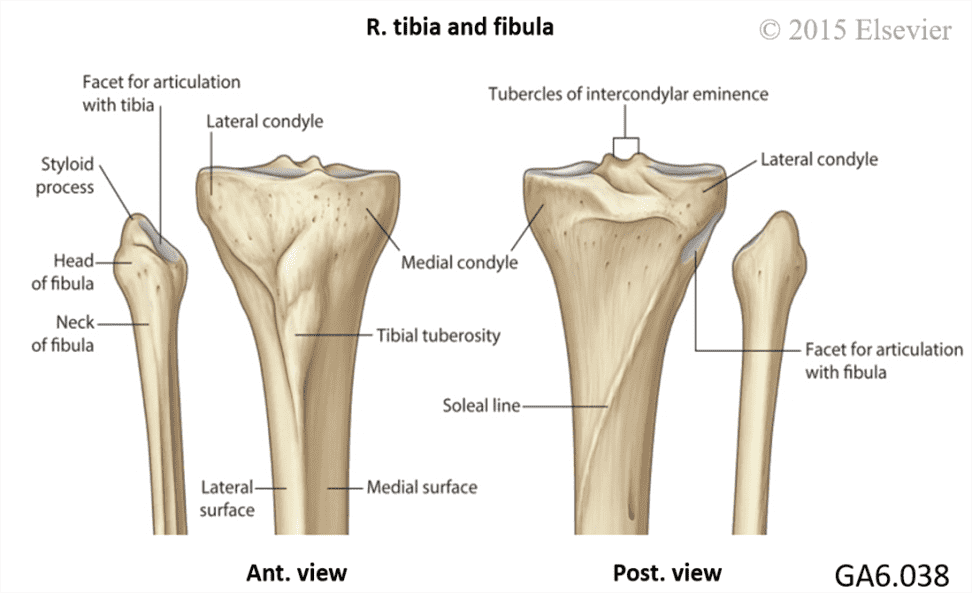 R. tibia and fibula
© 2015 Elsevier
Facet for articulation
with tibia
Lateral condyle
Styloid
process
Head
of fibula
Neck
of fibula
Medial condyle
Tibial tuberosity
Lateral
surface
Medial surface
Ant. view
Tubercles of intercondylar eminence
Lateral condyle
Facet for articulation
with fibula
Soleal line
Post. view
GA6.038